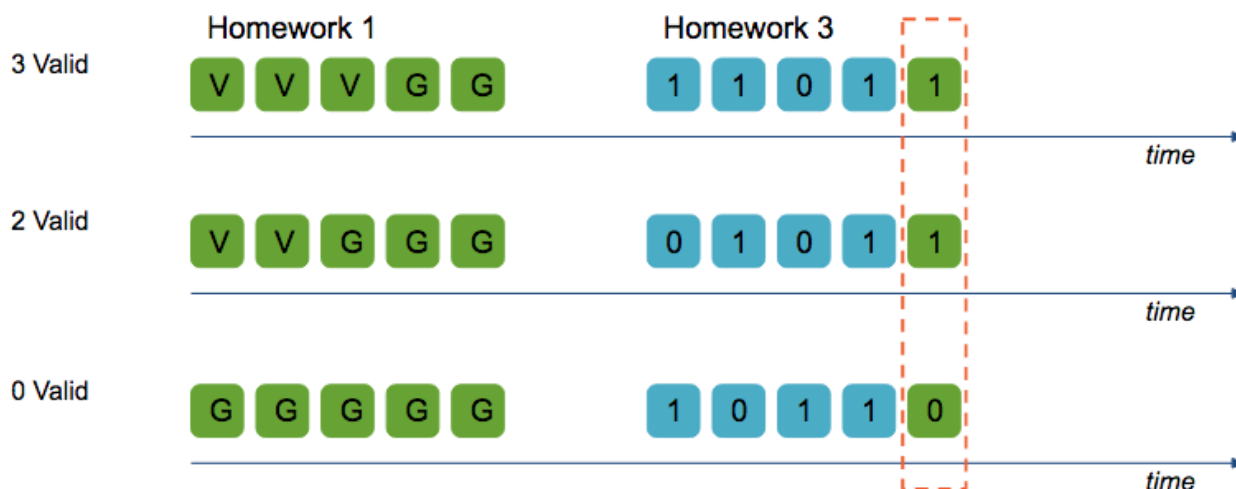 Homework 1 Homework 3
3 Valid V V V G G 1 1 0 1 1
time
2 Valid V V G G G 0 1 0 1 1
time
0 Valid G G G G G 1 0 1 1 0
time